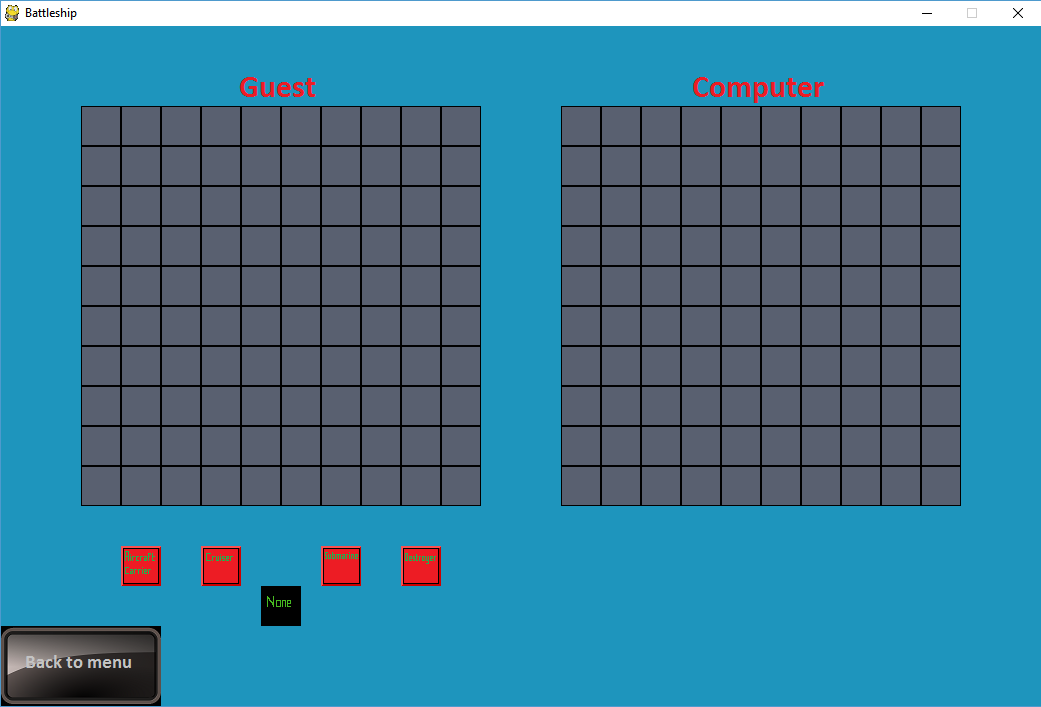 Battleship
Guest
Computer
Aircraft
Carrier
Cruiser
Submarine
Destroyer
None
Back to menu